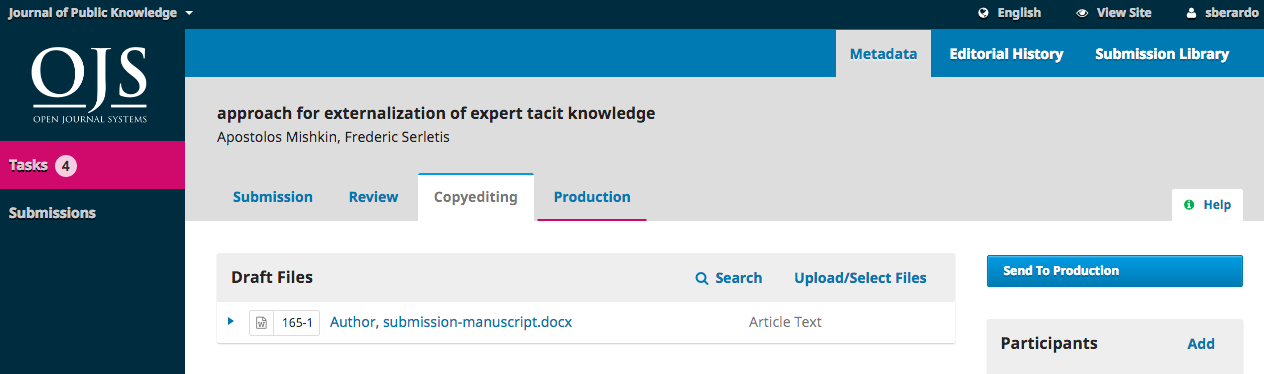 Journal of Public Knowledge English View Site sberardo
OJS
OPEN JOURNAL SYSTEMS
Metadata Editorial History Submission Library
approach for externalization of expert tacit knowledge
Apostolos Mishkin, Frederic Serletis
Tasks 4
Submissions
Submission Review Copyediting Production
Help
Draft Files Search Upload/Select Files
Send To Production
W 165-1 Author, submission-manuscript.docx Article Text
Participants Add